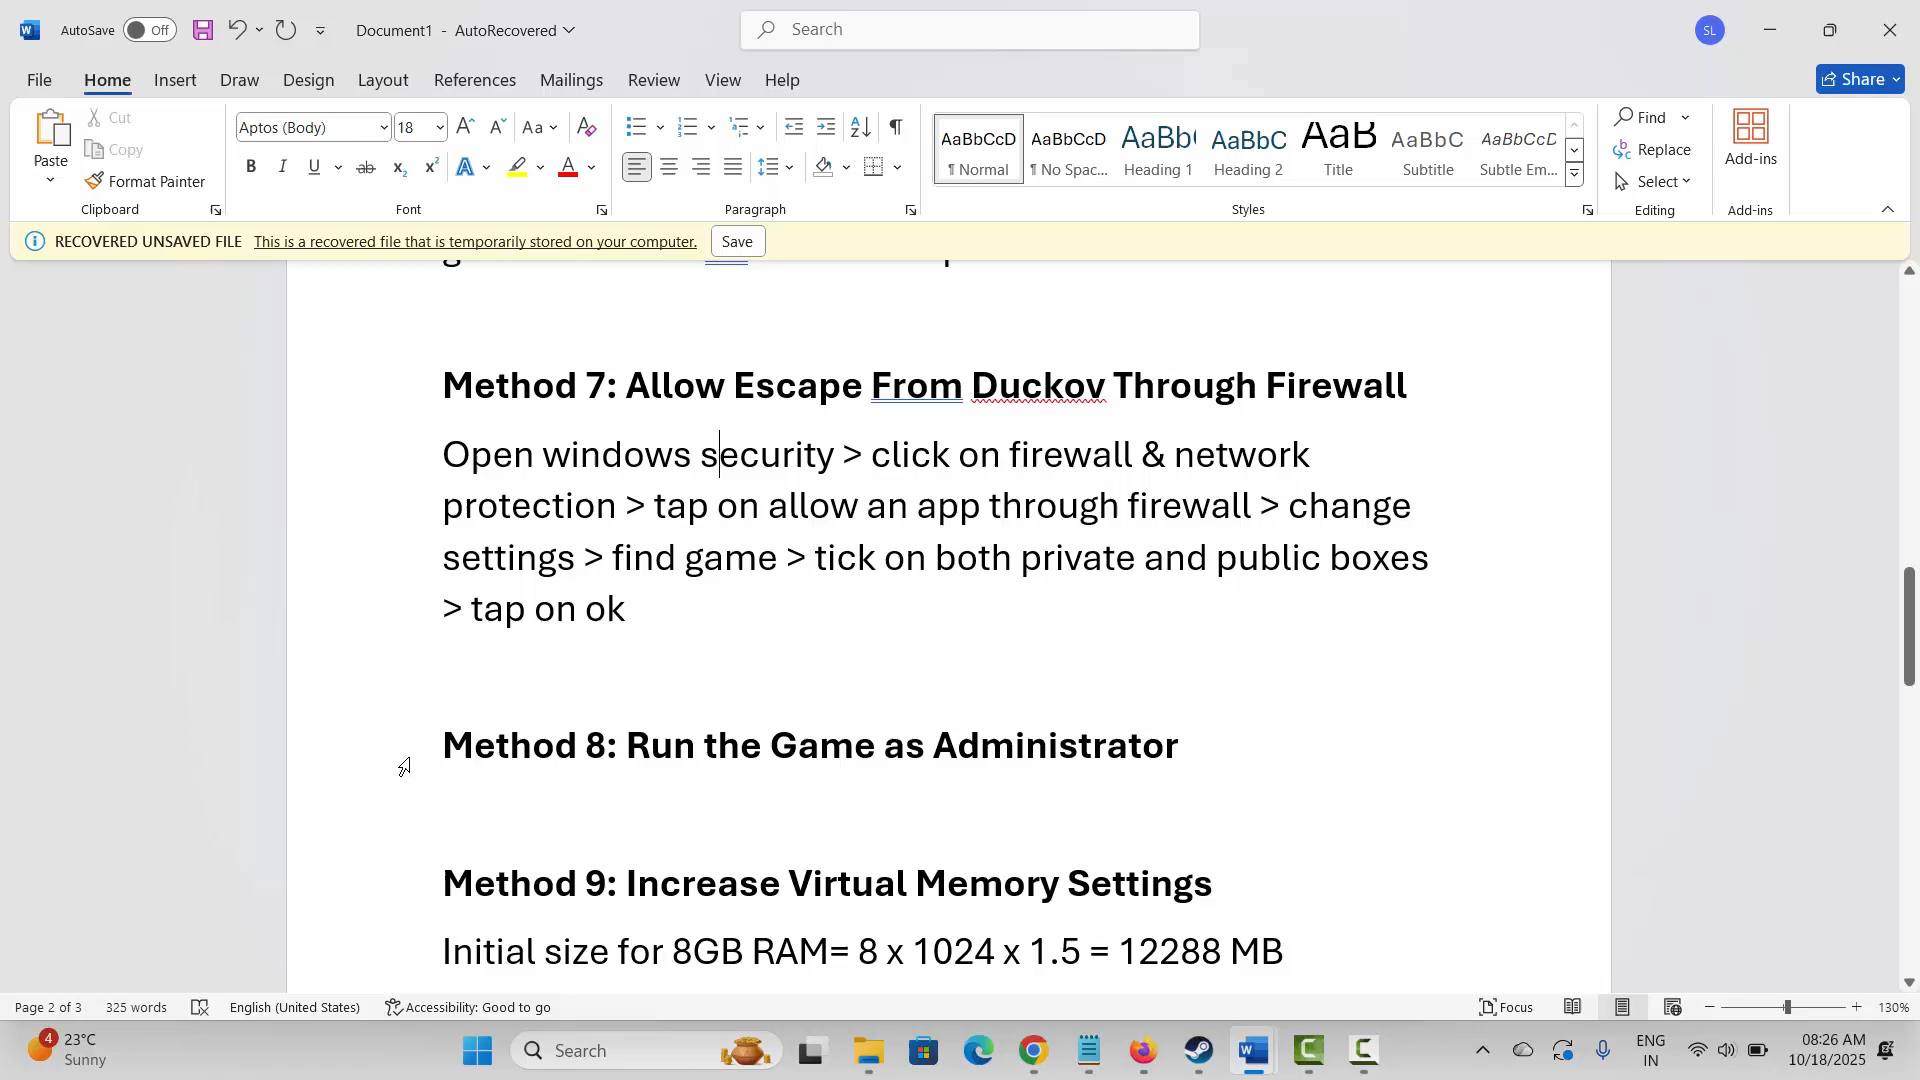 AutoSave Off Document1 - AutoRecovered Search SL
File Home Insert Draw Design Layout References Mailings Review View Help Share
Paste Cut Copy Format Painter
Aptos (Body) 18
AaBbCcD AaBbCcD AaBb( AaBbC AaB AaBbC AaBbCcD
¶ Normal ¶ No Spac... Heading 1 Heading 2 Title Subtitle Subtle Em...
Find Replace Select Add-ins
Clipboard Font Paragraph Styles Editing Add-ins
RECOVERED UNSAVED FILE This is a recovered file that is temporarily stored on your computer. Save
Method 7: Allow Escape From Duckov Through Firewall
Open windows security > click on firewall & network
protection > tap on allow an app through firewall > change
settings > find game > tick on both private and public boxes
> tap on ok
Method 8: Run the Game as Administrator
Method 9: Increase Virtual Memory Settings
Initial size for 8GB RAM= 8 x 1024 x 1.5 = 12288 MB
Page 2 of 3 325 words English (United States) Accessibility: Good to go Focus 130%
4 23°C
Sunny
Search
ENG
IN
08:26 AM
10/18/2025